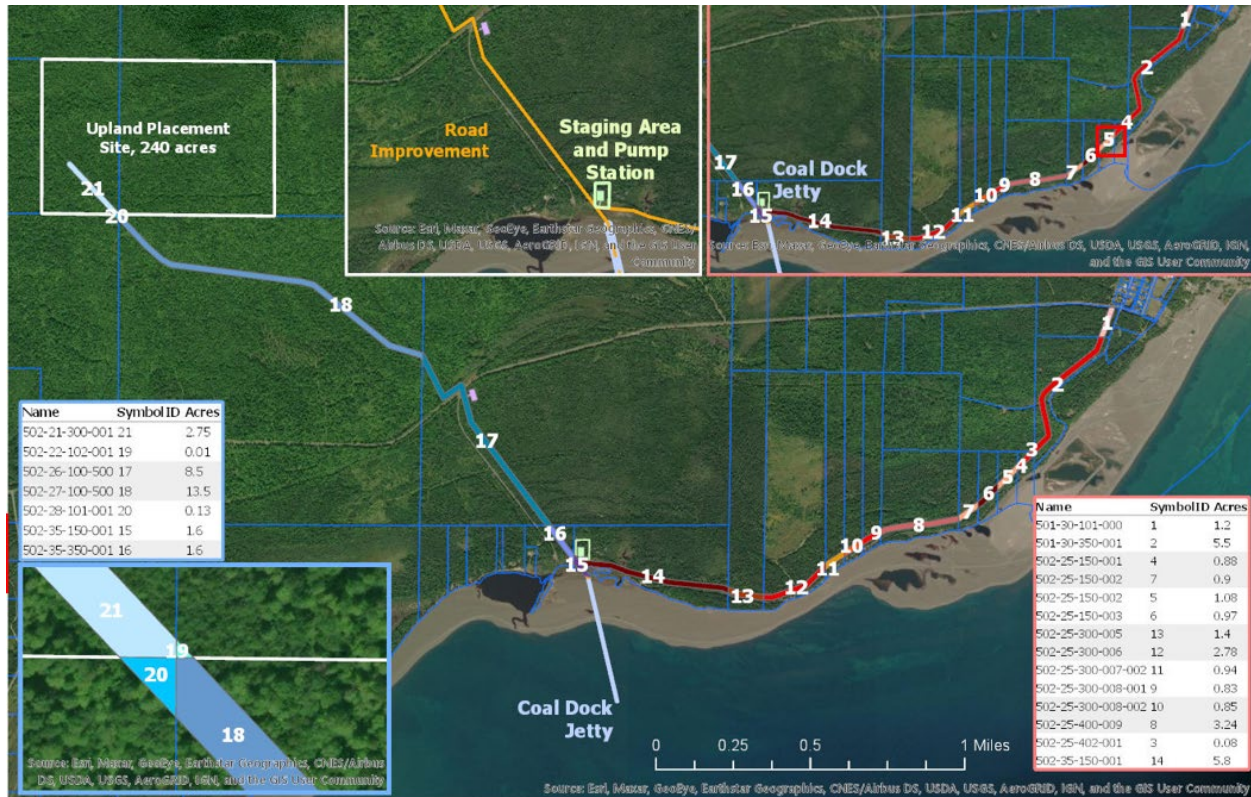 Upland Placement
Site, 240 acres
21
20
18
17
16
15
14
13
12
11
10
9
8
7
6
5
4
3
2
1
Coal Dock
Jetty
Road
Improvement
Staging Area
and Pump
Station
Source: Esri, Maxar, GeoEye, Earthstar Geographics, CNES/
Airbus DS, USDA, USGS, AeroGRID, IGN, and the GIS User
Community
1
2
4
5
6
7
8
9
10
11
12
13
14
15
16
17
Coal Dock
Jetty
Source: Esri, Maxar, GeoEye, Earthstar Geographics, CNES/Airbus DS, USDA, USGS, AeroGRID, IGN,
and the GIS User Community
Name SymbolID Acres
502-21-300-001 21 2.75
502-22-102-001 19 0.01
502-26-100-500 17 8.5
502-27-100-500 18 13.5
502-28-101-001 20 0.13
502-35-150-001 15 1.6
502-35-350-001 16 1.6
21
19
20
18
Source: Esri, Maxar, GeoEye, Earthstar Geographics, CNES/Airbus
DS, USDA, USGS, AeroGRID, IGN, and the GIS User Community
Name SymbolID Acres
501-30-101-000 1 1.2
501-30-350-001 2 5.5
502-25-150-001 4 0.88
502-25-150-002 7 0.9
502-25-150-002 5 1.08
502-25-150-003 6 0.97
502-25-300-005 13 1.4
502-25-300-006 12 2.78
502-25-300-007-002 11 0.94
502-25-300-008-001 9 0.83
502-25-300-008-002 10 0.85
502-25-400-009 8 3.24
502-25-402-001 3 0.08
502-35-150-001 14 5.8
0 0.25 0.5 1 Miles
Source: Esri, Maxar, GeoEye, Earthstar Geographics, CNES/Airbus DS, USDA, USGS, AeroGRID, IGN, and the GIS User Community